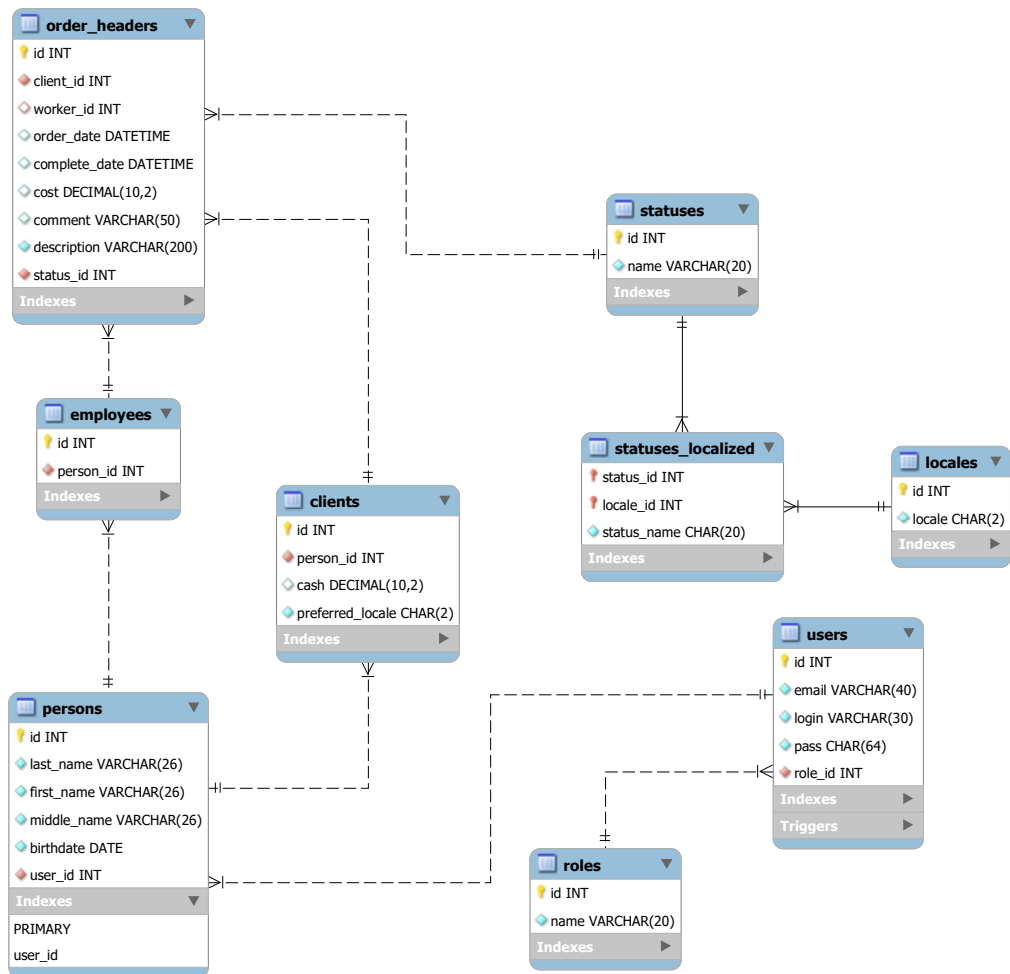 order_headers
id INT
client_id INT
worker_id INT
order_date DATETIME
complete_date DATETIME
cost DECIMAL(10,2)
comment VARCHAR(50)
description VARCHAR(200)
status_id INT
Indexes
statuses
id INT
name VARCHAR(20)
Indexes
employees
id INT
person_id INT
Indexes
clients
id INT
person_id INT
cash DECIMAL(10,2)
preferred_locale CHAR(2)
Indexes
statuses_localized
status_id INT
locale_id INT
status_name CHAR(20)
Indexes
locales
id INT
locale CHAR(2)
Indexes
persons
id INT
last_name VARCHAR(26)
first_name VARCHAR(26)
middle_name VARCHAR(26)
birthdate DATE
user_id INT
Indexes
PRIMARY
user_id
users
id INT
email VARCHAR(40)
login VARCHAR(30)
pass CHAR(64)
role_id INT
Indexes
Triggers
roles
id INT
name VARCHAR(20)
Indexes